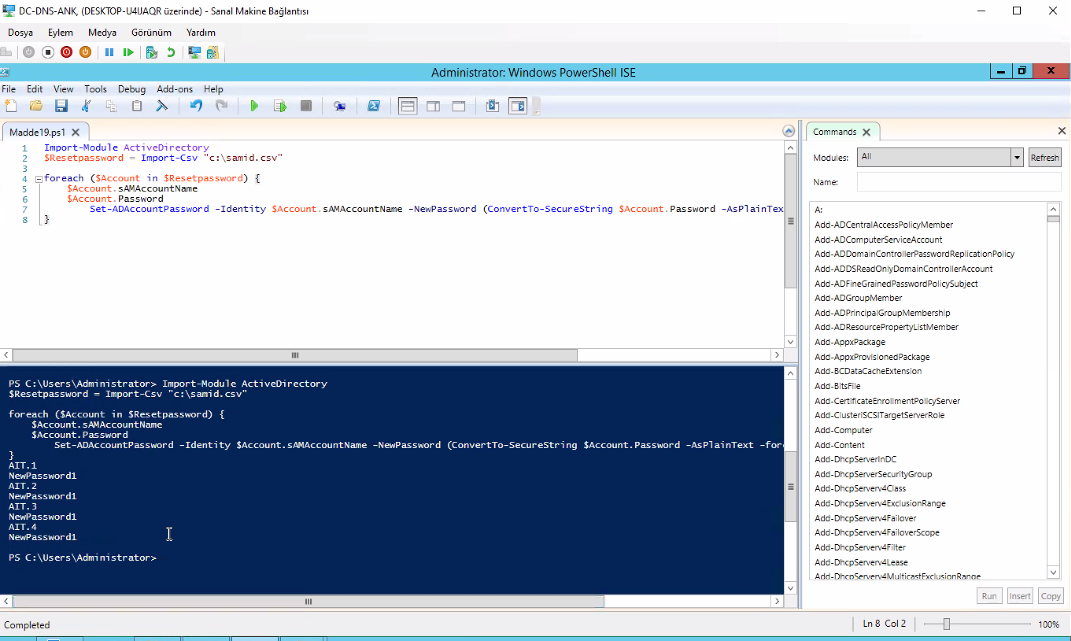 DC-DNS-ANK, (DESKTOP-U4UAQR üzerinde) - Sanal Makine Bağlantısı
Dosya Eylem Medya Görünüm Yardım
Administrator: Windows PowerShell ISE
File Edit View Tools Debug Add-ons Help
Madde19.ps1
1 Import-Module ActiveDirectory
2 $Resetpassword = Import-Csv "c:\samid.csv"
3
4 foreach ($Account in $Resetpassword) {
5 $Account.sAMAccountName
6 $Account.Password
7 Set-ADAccountPassword -Identity $Account.sAMAccountName -NewPassword (ConvertTo-SecureString $Account.Password -AsPlainTex
8 }
PS C:\Users\Administrator> Import-Module ActiveDirectory
$Resetpassword = Import-Csv "c:\samid.csv"
foreach ($Account in $Resetpassword) {
$Account.sAMAccountName
$Account.Password
Set-ADAccountPassword -Identity $Account.sAMAccountName -NewPassword (ConvertTo-SecureString $Account.Password -AsPlainText -for
}
AIT.1
NewPassword1
AIT.2
NewPassword1
AIT.3
NewPassword1
AIT.4
NewPassword1
PS C:\Users\Administrator>
Commands
Modules: All Refresh
Name:
A:
Add-ADCentralAccessPolicyMember
Add-ADComputerServiceAccount
Add-ADDomainControllerPasswordReplicationPolicy
Add-ADDSReadOnlyDomainControllerAccount
Add-ADFineGrainedPasswordPolicySubject
Add-ADGroupMember
Add-ADPrincipalGroupMembership
Add-ADResourcePropertyListMember
Add-AppxPackage
Add-AppxProvisionedPackage
Add-BCDataCacheExtension
Add-BitsFile
Add-CertificateEnrollmentPolicyServer
Add-ClusteriSCSITargetServerRole
Add-Computer
Add-Content
Add-DhcpServerInDC
Add-DhcpServerSecurityGroup
Add-DhcpServerv4Class
Add-DhcpServerv4ExclusionRange
Add-DhcpServerv4Failover
Add-DhcpServerv4FailoverScope
Add-DhcpServerv4Filter
Add-DhcpServerv4Lease
Add-DhcpServerv4MulticastExclusionRange
Run Insert Copy
Completed
Ln 8 Col 2
100%